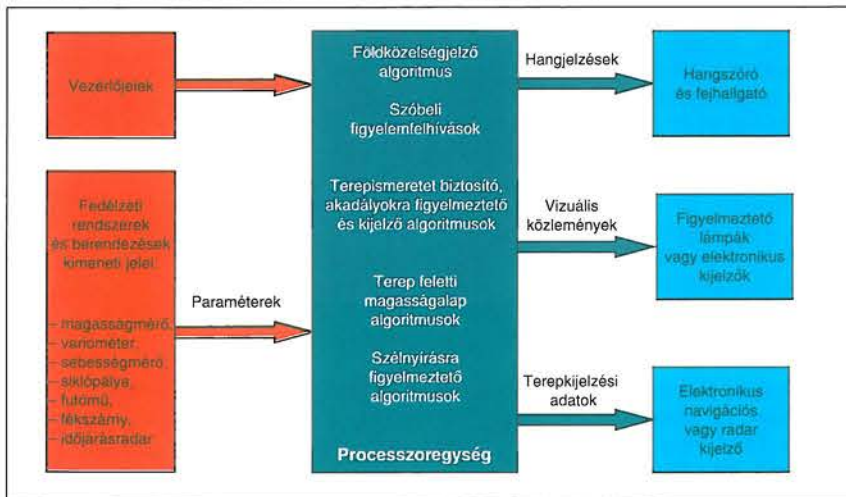 Vezérlőjelek
Fedélzeti
rendszerek
és berendezések
kimeneti jelei:
– magasságmérő,
– variométer,
– sebességmérő,
– siklópálya,
– futómű,
– fékszárny,
– időjárásradar
Paraméterek
Földközelségjelző
algoritmus
Szóbeli
figyelemfelhívások
Terepismeretet biztosító,
akadályokra figyelmeztető
és kijelző algoritmusok
Terep feletti
magasságalap
algoritmusok
Szélnyírásra
figyelmeztető
algoritmusok
Processzoregység
Hangjelzések
Vizuális
közlemények
Terepkijelzési
adatok
Hangszóró
és fejhallgató
Figyelmeztető
lámpák
vagy elektronikus
kijelzők
Elektronikus
navigációs
vagy radar
kijelző